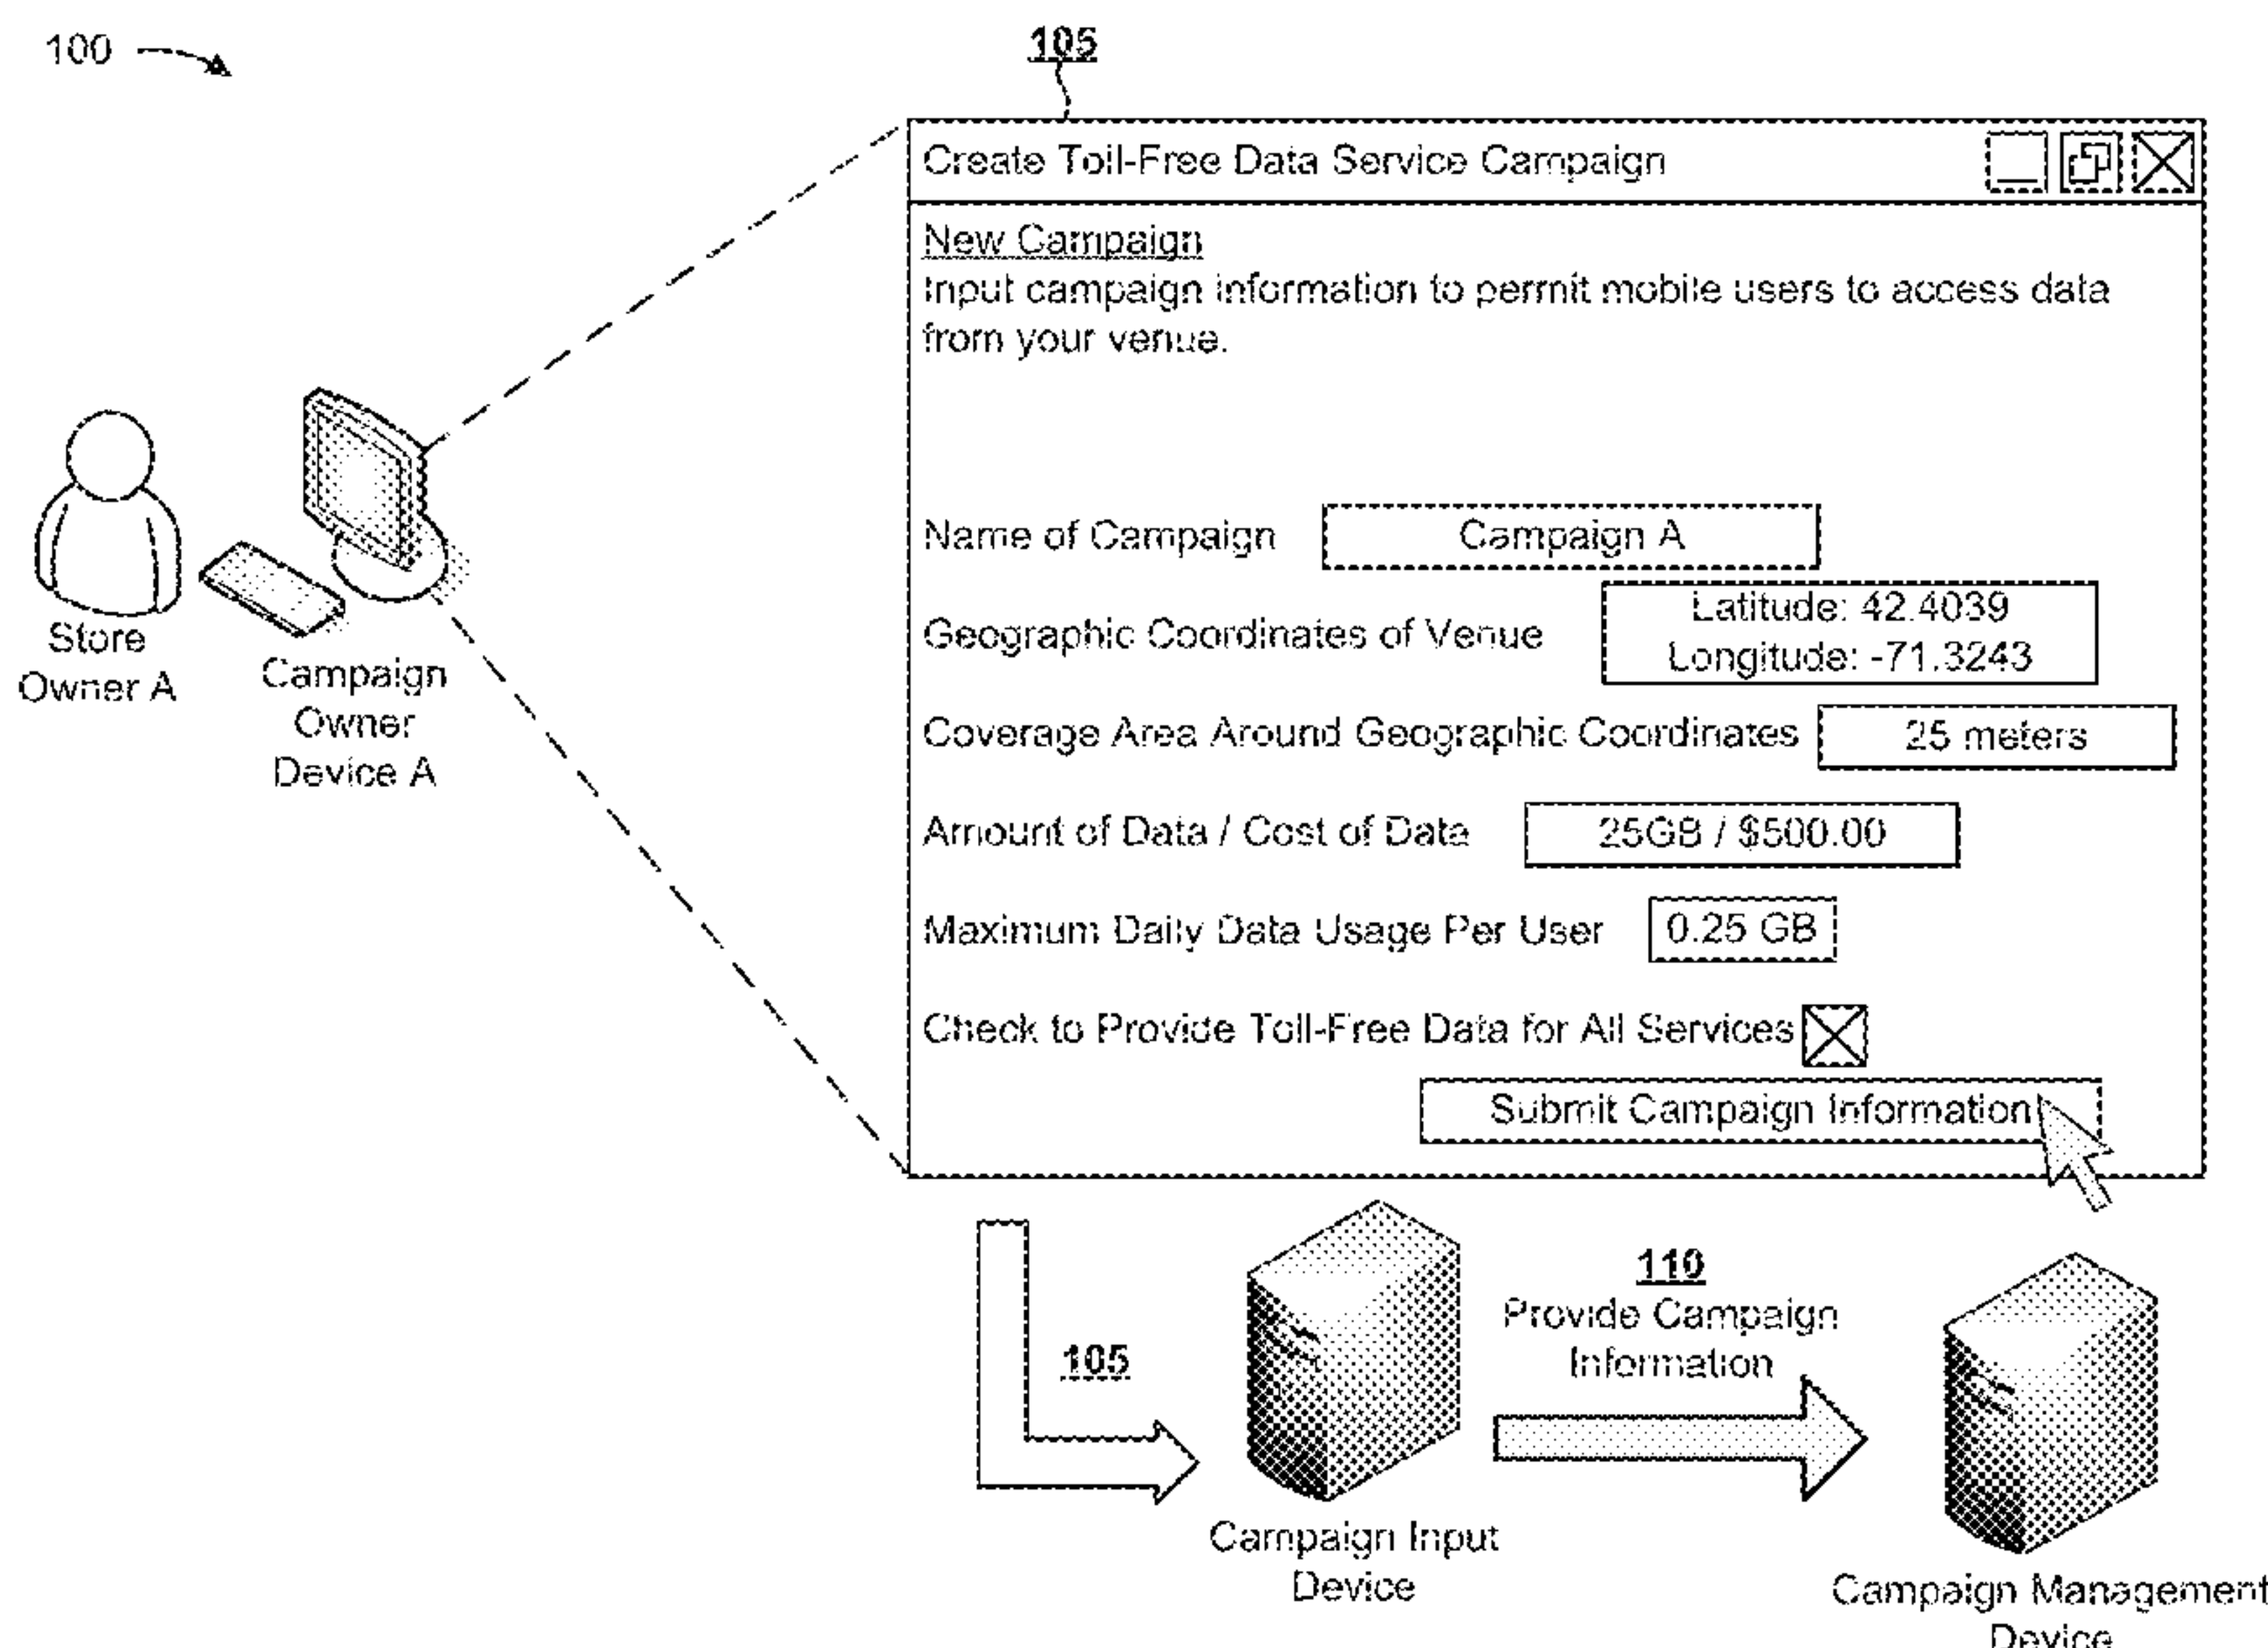 100
105
Create Toll-Free Data Service Campaign
New Campaign
Input campaign information to permit mobile users to access data
from your venue.
Name of Campaign Campaign A
Geographic Coordinates of Venue
Latitude: 42.4039
Longitude: -71.3243
Coverage Area Around Geographic Coordinates 25 meters
Amount of Data / Cost of Data 25GB / $500.00
Maximum Daily Data Usage Per User 0.25 GB
Check to Provide Toll-Free Data for All Services
Submit Campaign Information
Store
Owner A
Campaign
Owner
Device A
105
Campaign Input
Device
110
Provide Campaign
Information
Campaign Management
Device